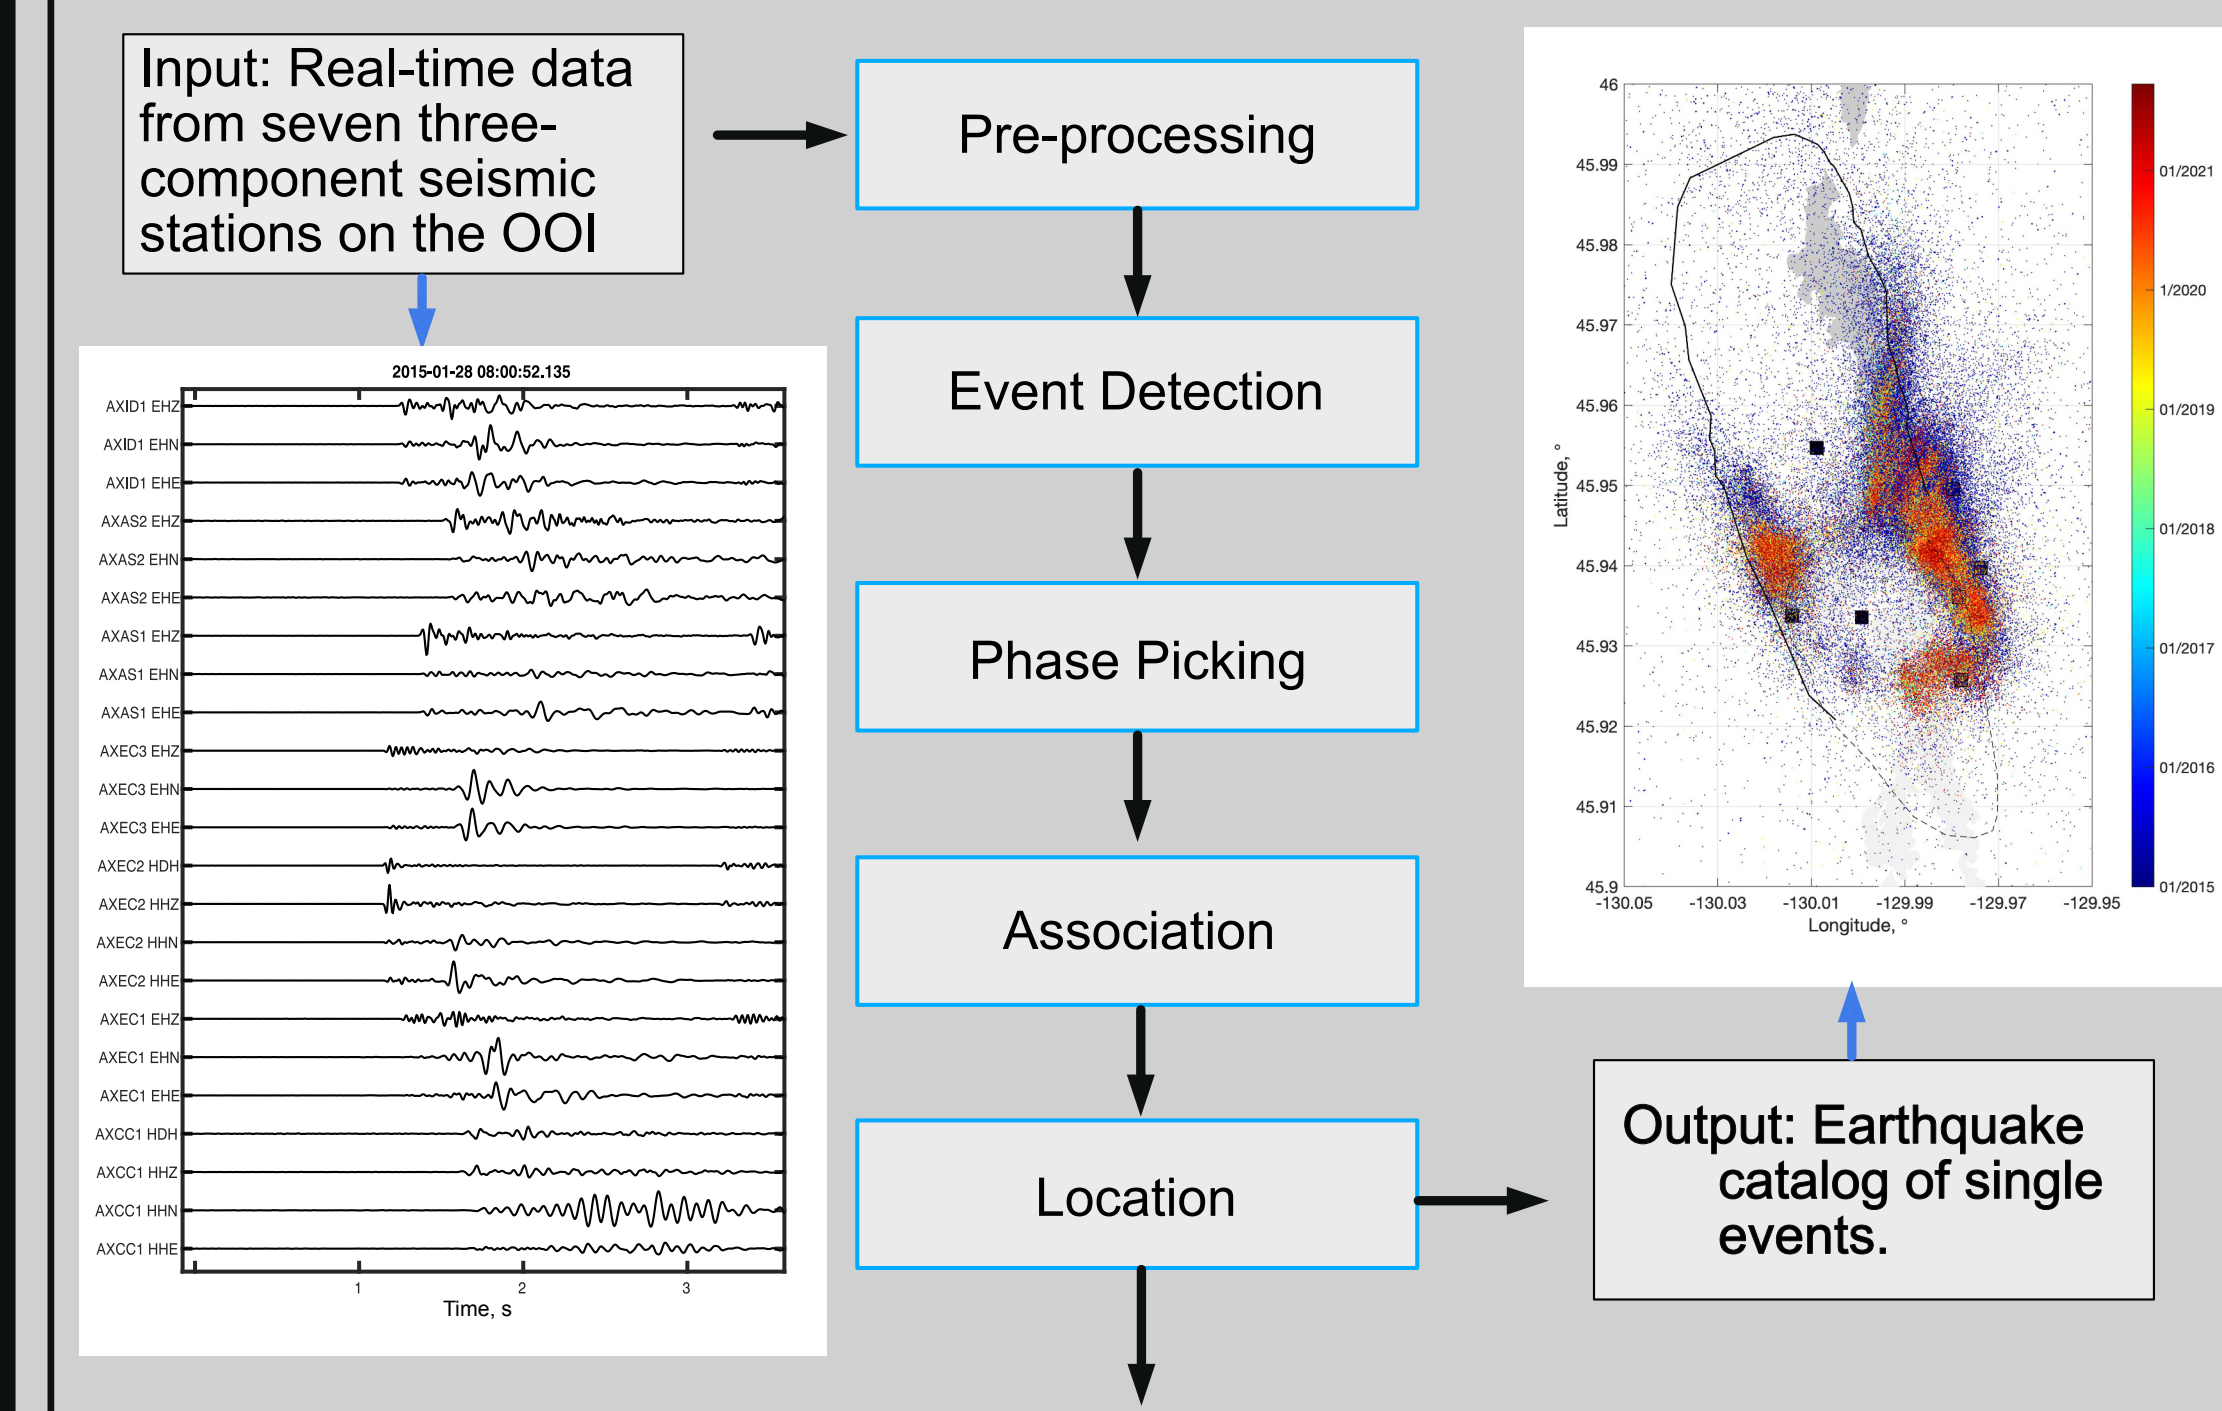 Input: Real-time data
from seven three-
component seismic
stations on the OOI
2015-01-28 08:00:52.135
AXID1 EHZ
AXID1 EHN
AXID1 EHE
AXAS2 EHZ
AXAS2 EHN
AXAS2 EHE
AXAS1 EHZ
AXAS1 EHN
AXAS1 EHE
AXEC3 EHZ
AXEC3 EHN
AXEC3 EHE
AXEC2 HDH
AXEC2 HHZ
AXEC2 HHN
AXEC2 HHE
AXEC1 EHZ
AXEC1 EHN
AXEC1 EHE
AXCC1 HDH
AXCC1 HHZ
AXCC1 HHN
AXCC1 HHE
1 2 3
Time, s
Pre-processing
Event Detection
Phase Picking
Association
Location
46
45.99
45.98
45.97
45.96
45.95
45.94
45.93
45.92
45.91
45.9
Latitude, °
-130.05 -130.03 -130.01 -129.99 -129.97 -129.95
Longitude, °
01/2021
1/2020
01/2019
01/2018
01/2017
01/2016
01/2015
Output: Earthquake
catalog of single
events.